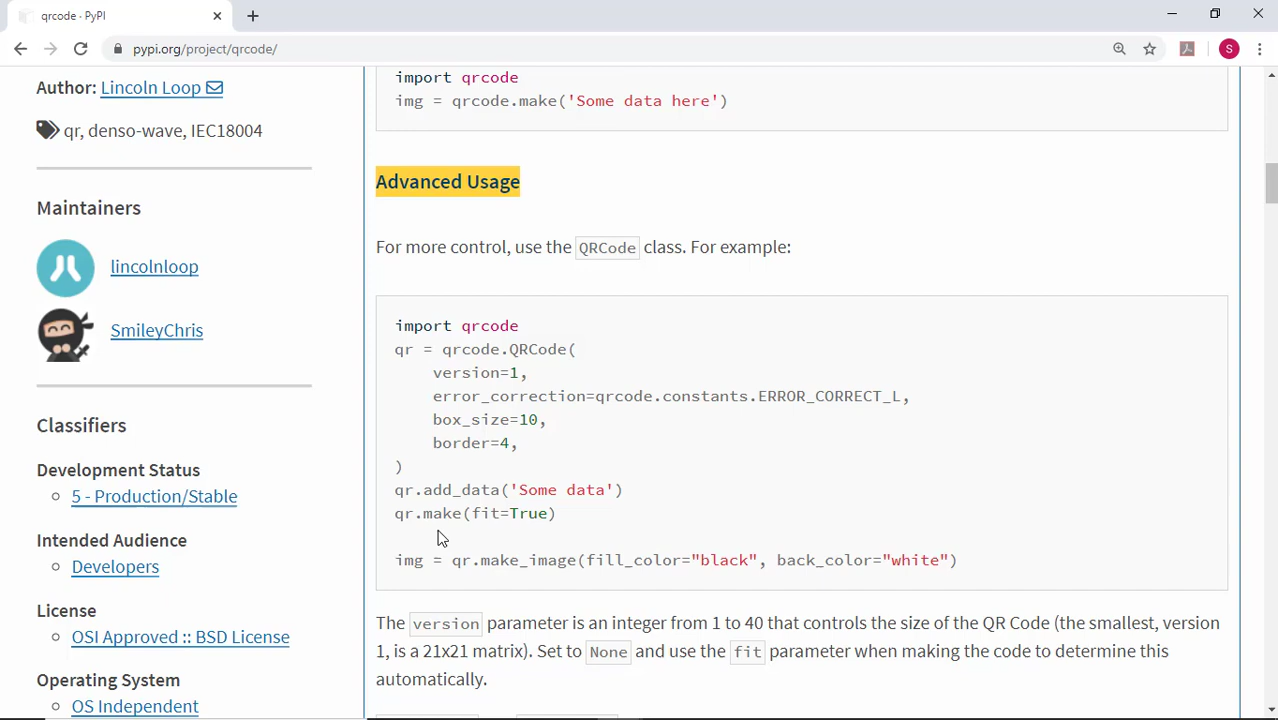 qrcode · PyPI
pypi.org/project/qrcode/
S
Author: Lincoln Loop
qr, denso-wave, IEC18004
Maintainers
lincolnloop
SmileyChris
Classifiers
Development Status
5 - Production/Stable
Intended Audience
Developers
License
OSI Approved :: BSD License
Operating System
OS Independent
import qrcode
img = qrcode.make('Some data here')
Advanced Usage
For more control, use the QRCode class. For example:
import qrcode
qr = qrcode.QRCode(
    version=1,
    error_correction=qrcode.constants.ERROR_CORRECT_L,
    box_size=10,
    border=4,
)
qr.add_data('Some data')
qr.make(fit=True)
img = qr.make_image(fill_color="black", back_color="white")
The version parameter is an integer from 1 to 40 that controls the size of the QR Code (the smallest, version
1, is a 21x21 matrix). Set to None and use the fit parameter when making the code to determine this
automatically.